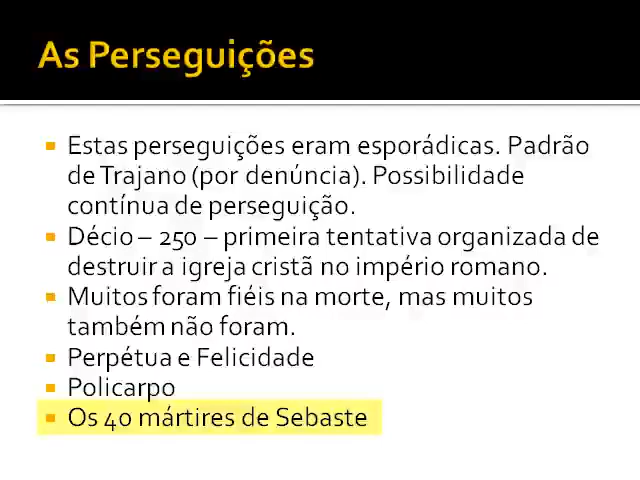 As Perseguições
Estas perseguições eram esporádicas. Padrão
de Trajano (por denúncia). Possibilidade
contínua de perseguição.
Décio – 250 – primeira tentativa organizada de
destruir a igreja cristã no império romano.
Muitos foram fiéis na morte, mas muitos
também não foram.
Perpétua e Felicidade
Policarpo
Os 40 mártires de Sebaste